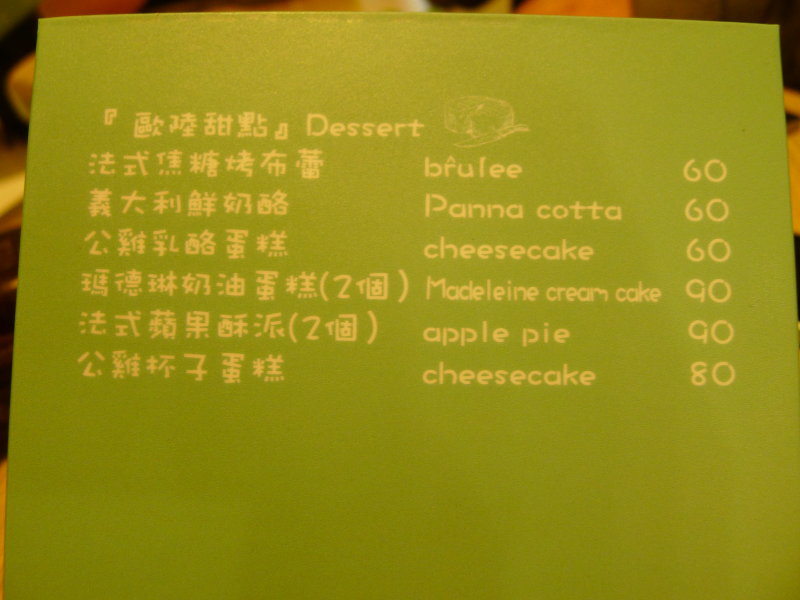 『歐陸甜點』Dessert
法式焦糖烤布蕾 brûlee 60
義大利鮮奶酪 Panna cotta 60
公雞乳酪蛋糕 cheesecake 60
瑪德琳奶油蛋糕(2個) Madeleine cream cake 90
法式蘋果酥派(2個) apple pie 90
公雞杯子蛋糕 cheesecake 80